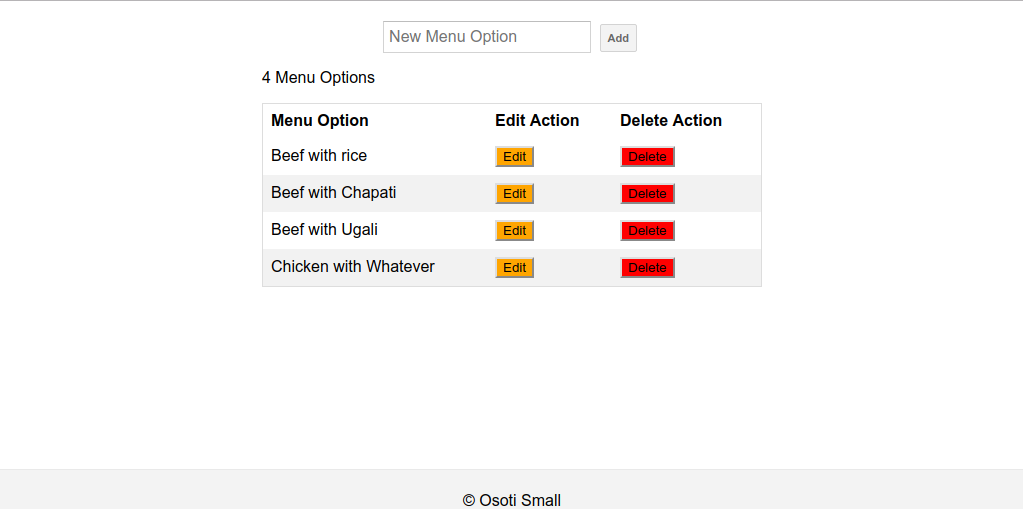 New Menu Option Add
4 Menu Options
Menu Option Edit Action Delete Action
Beef with rice Edit Delete
Beef with Chapati Edit Delete
Beef with Ugali Edit Delete
Chicken with Whatever Edit Delete
© Osoti Small